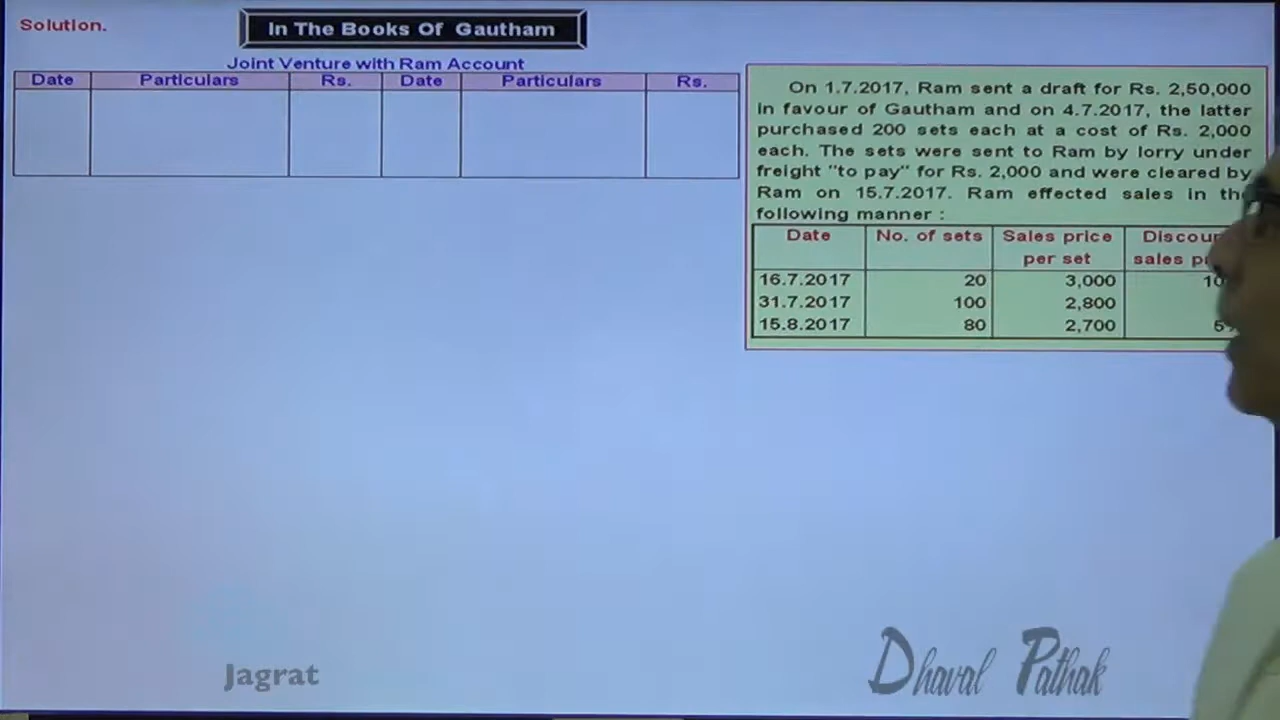 Solution.
In The Books Of Gautham
Joint Venture with Ram Account
Date Particulars Rs. Date Particulars Rs.
On 1.7.2017, Ram sent a draft for Rs. 2,50,000
in favour of Gautham and on 4.7.2017, the latter
purchased 200 sets each at a cost of Rs. 2,000
each. The sets were sent to Ram by lorry under
freight "to pay" for Rs. 2,000 and were cleared by
Ram on 15.7.2017. Ram effected sales in the
following manner :
Date No. of sets Sales price
per set sales
16.7.2017 20 3,000
31.7.2017 100 2,800
15.8.2017 80 2,700
Jagrat
Dhaval Pathak